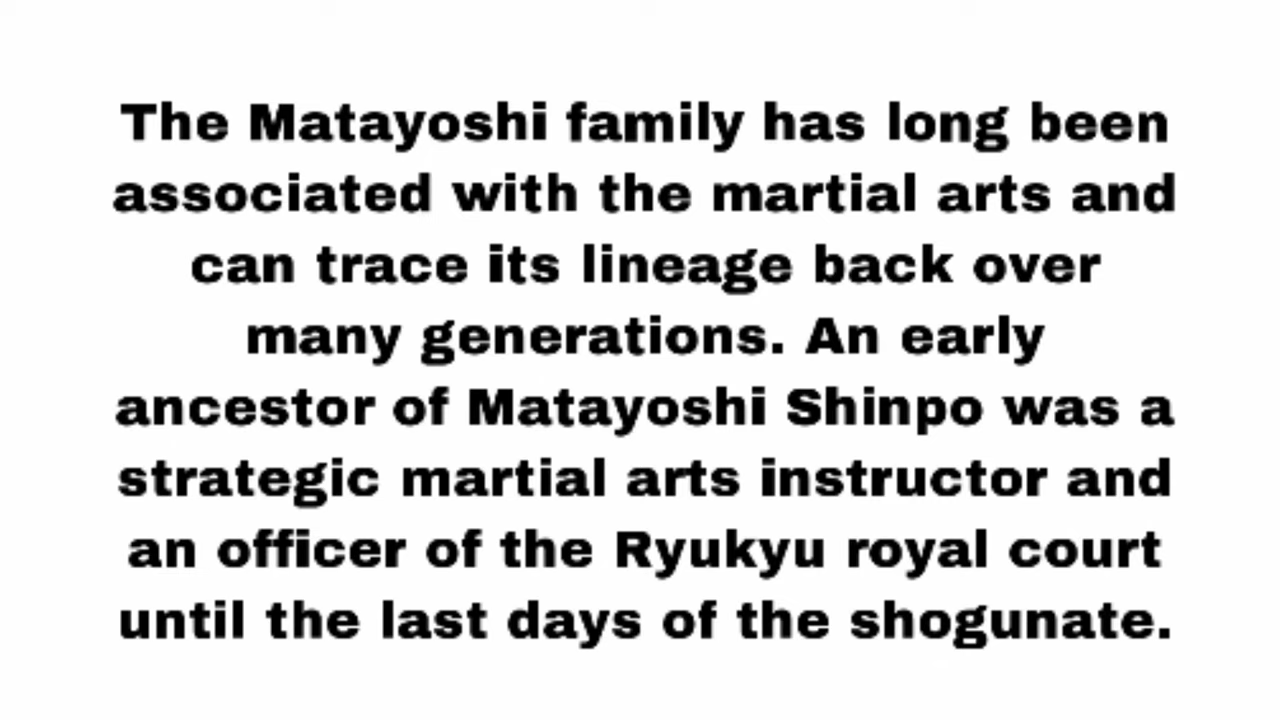 The Matayoshi family has long been
associated with the martial arts and
can trace its lineage back over
many generations. An early
ancestor of Matayoshi Shinpo was a
strategic martial arts instructor and
an officer of the Ryukyu royal court
until the last days of the shogunate.